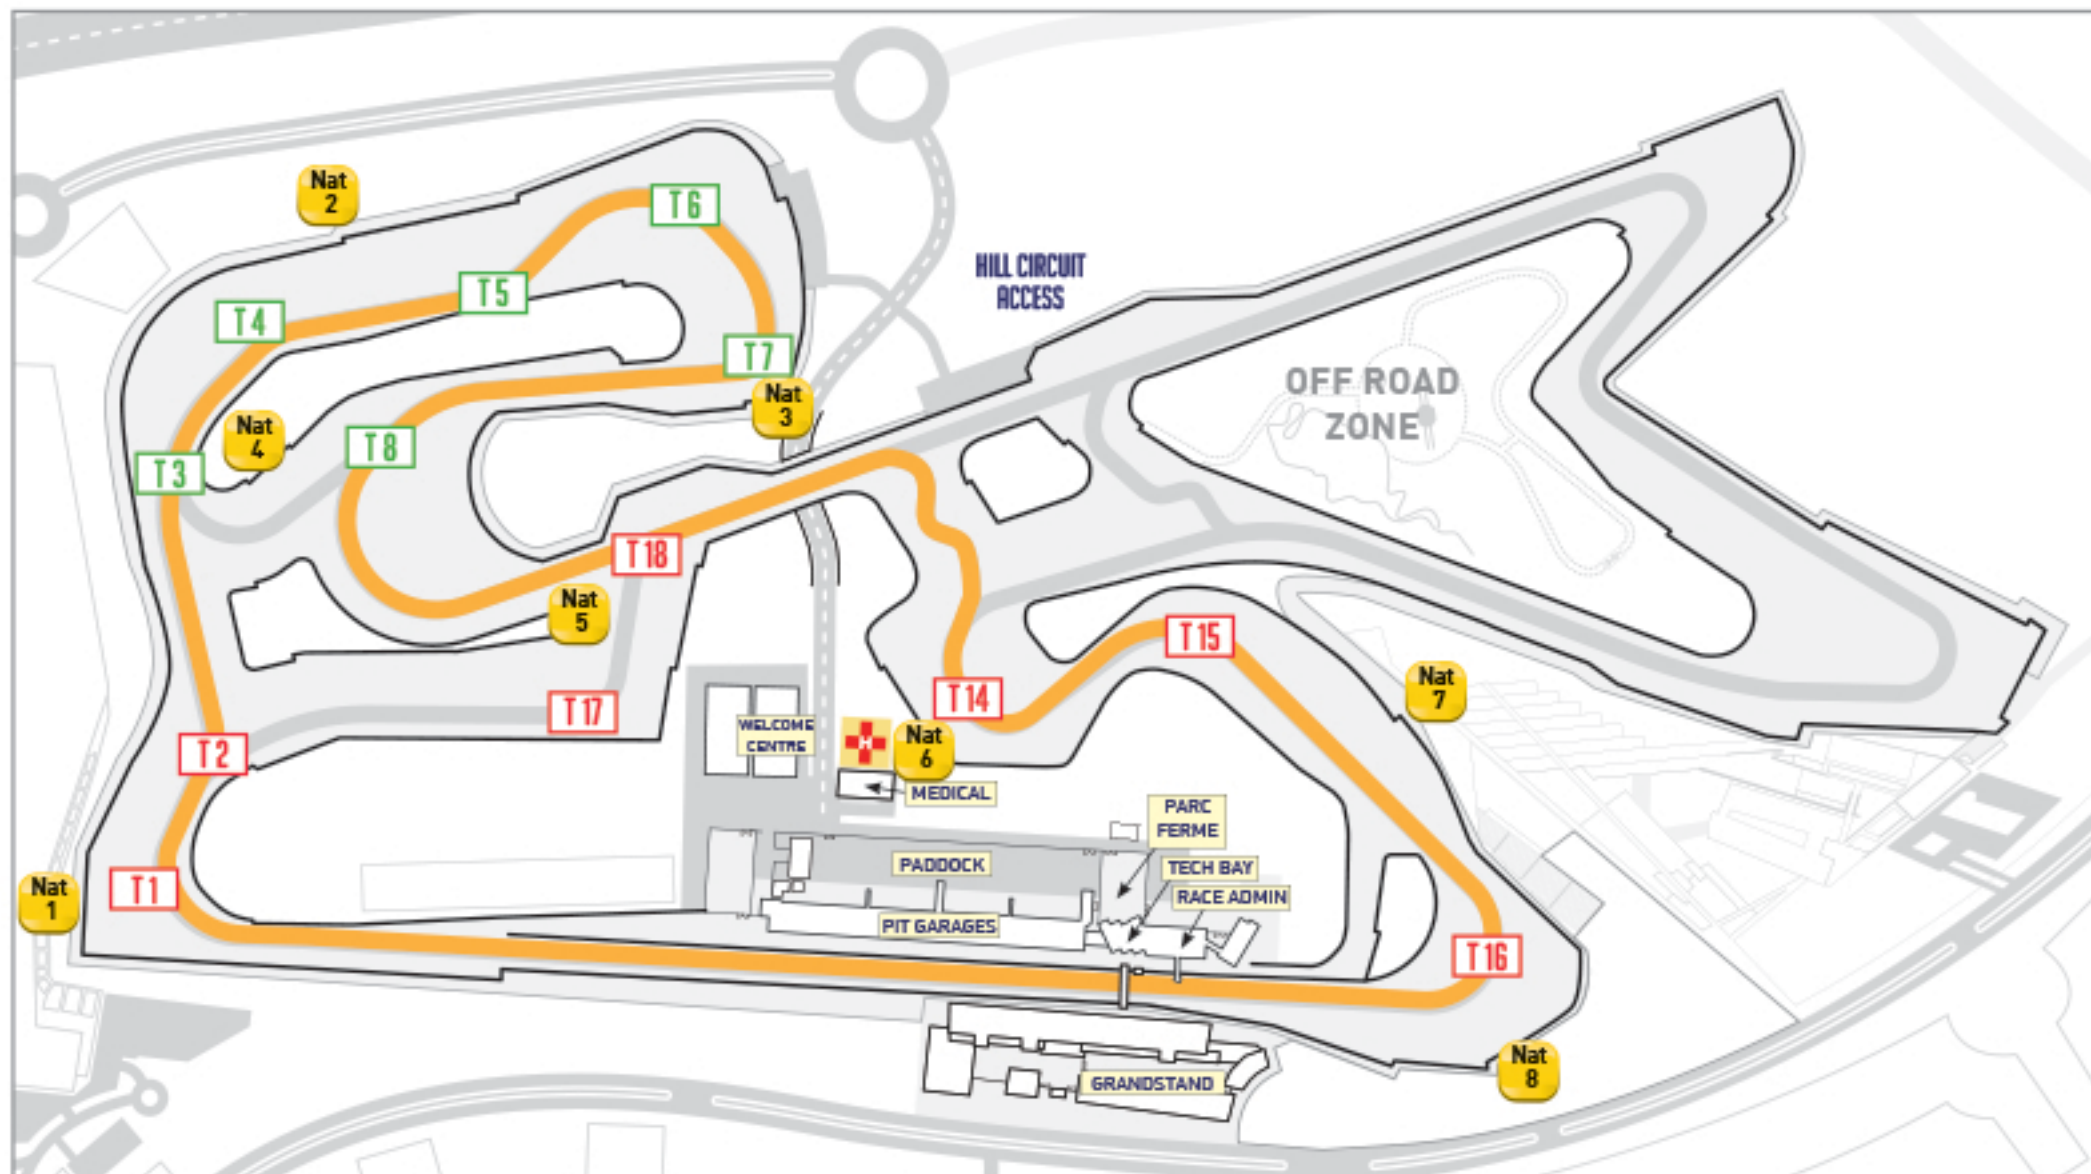 Nat
2
T6
HILL CIRCUIT
ACCESS
T5
T4
T7
OFF ROAD
ZONE
Nat
3
Nat
4
T8
T3
T18
Nat
5
T15
Nat
7
T14
T17
WELCOME
CENTRE
H
Nat
6
T2
MEDICAL
PARC
FERME
PADDOCK
TECH BAY
T1
RACE ADMIN
Nat
1
PIT GARAGES
T16
Nat
8
GRANDSTAND